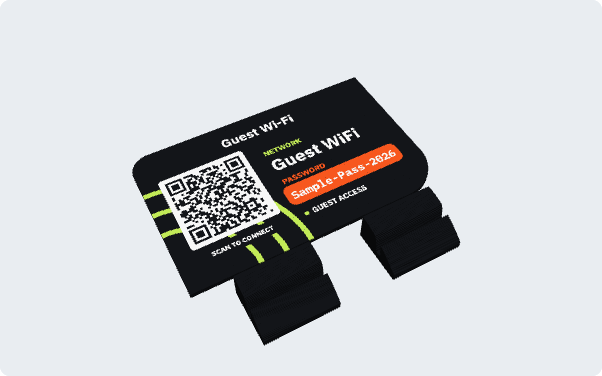 Guest Wi-Fi
NETWORK
Guest WiFi
PASSWORD
Sample-Pass-2026
GUEST ACCESS
SCAN TO CONNECT